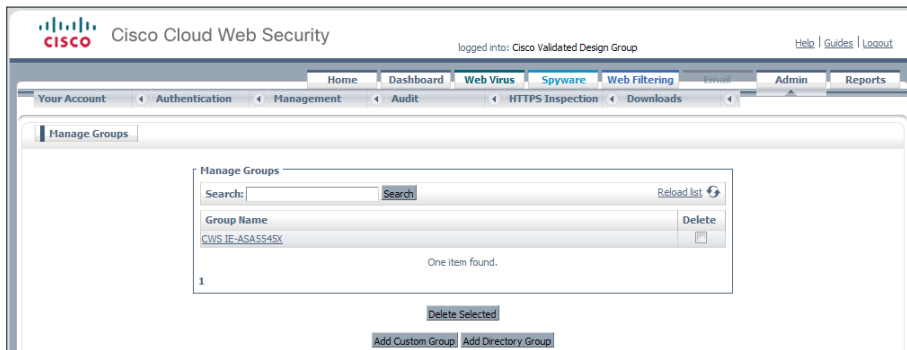 CISCO Cisco Cloud Web Security
logged into: Cisco Validated Design Group
Help | Guides | Logout
Home Dashboard Web Virus Spyware Web Filtering Email Admin Reports
Your Account Authentication Management Audit HTTPS Inspection Downloads
Manage Groups
Manage Groups
Search: Search Reload list
Group Name Delete
CWS IE-ASA5545X
One item found.
1
Delete Selected
Add Custom Group Add Directory Group